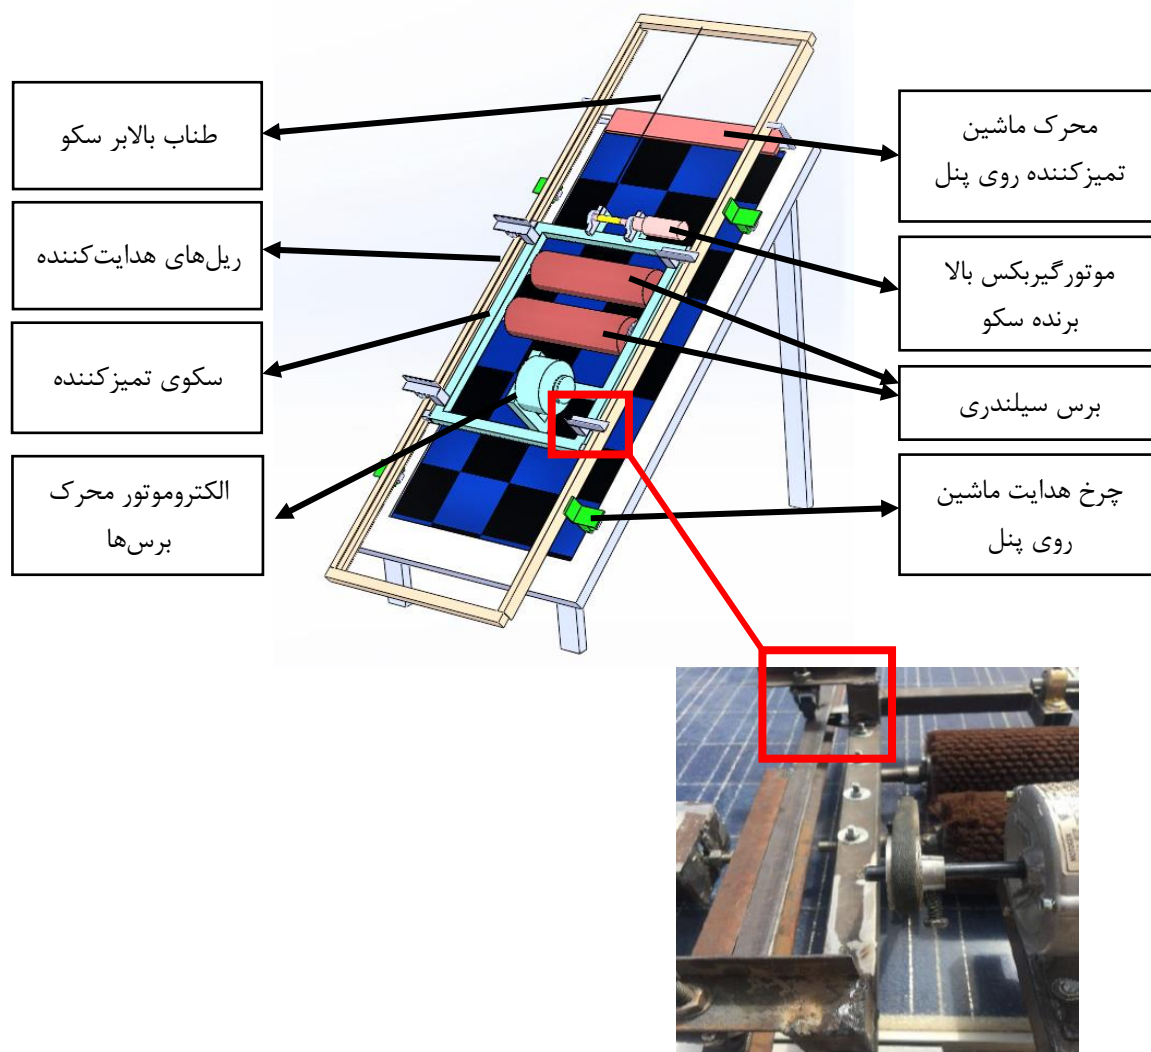 طناب بالابر سکو
ریل‌های هدایت‌کننده
سکوی تمیزکننده
الکتروموتور محرک
برس‌ها
محرک ماشین
تمیزکننده روی پنل
موتورگیربکس بالا
برنده سکو
برس سیلندری
چرخ هدایت ماشین
روی پنل